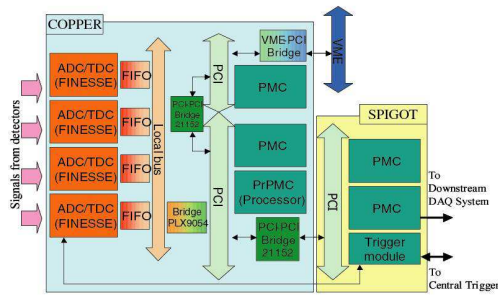 COPPER
Signals from detectors
ADC/TDC
(FINESSE)
FIFO
ADC/TDC
(FINESSE)
FIFO
ADC/TDC
(FINESSE)
FIFO
ADC/TDC
(FINESSE)
FIFO
Local bus
Bridge
PLX9054
PCI
PCI-PCI
Bridge
21152
PCI
VME-PCI
Bridge
PMC
PMC
PrPMC
(Processor)
PCI-PCI
Bridge
21152
VME
SPIGOT
PCI
PMC
PMC
Trigger
module
To
Downstream
DAQ System
To
Central Trigger